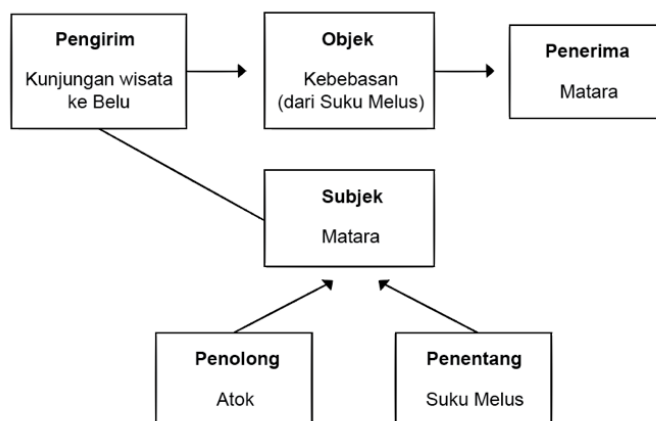 Pengirim
Kunjungan wisata
ke Belu
Objek
Kebebasan
(dari Suku Melus)
Penerima
Matara
Subjek
Matara
Penolong
Atok
Penentang
Suku Melus